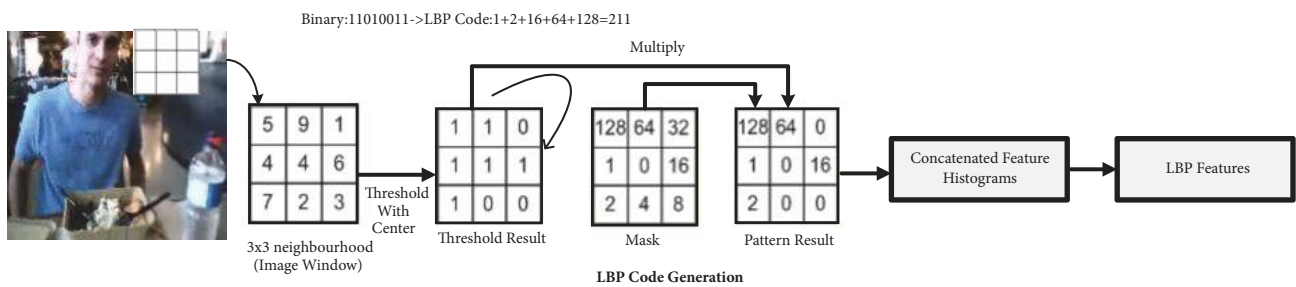 Binary:11010011->LBP Code:1+2+16+64+128=211
Multiply
5 9 1
4 4 6
7 2 3
3x3 neighbourhood
(Image Window)
Threshold
With
Center
1 1 0
1 1 1
1 0 0
Threshold Result
128 64 32
1 0 16
2 4 8
Mask
128 64 0
1 0 16
2 0 0
Pattern Result
Concatenated Feature
Histograms
LBP Features
LBP Code Generation